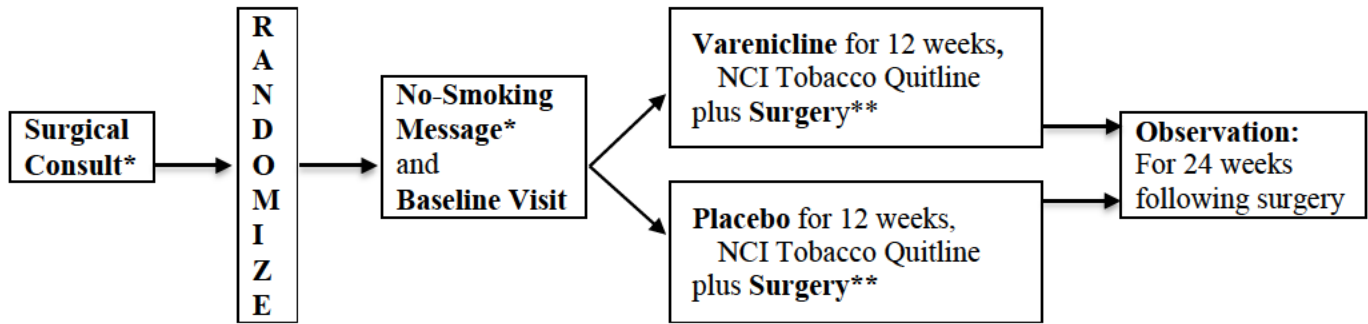 Surgical
Consult*
R
A
N
D
O
M
I
Z
E
No-Smoking
Message*
and
Baseline Visit
Varenicline for 12 weeks,
NCI Tobacco Quitline
plus Surgery**
Placebo for 12 weeks,
NCI Tobacco Quitline
plus Surgery**
Observation:
For 24 weeks
following surgery